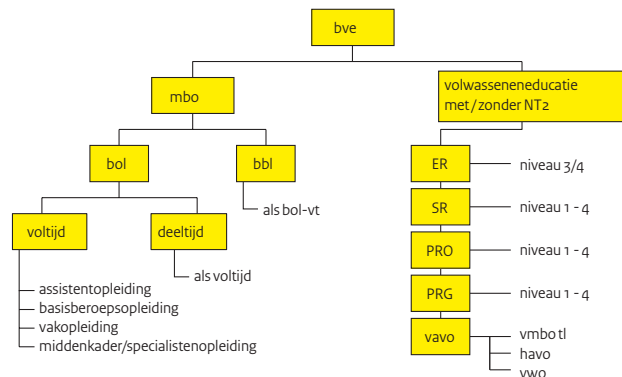 bve
mbo
volwasseneneducatie
met/zonder NT2
bol
bbl
als bol-vt
voltijd
deeltijd
als voltijd
assistentopleiding
basisberoepsopleiding
vakopleiding
middenkader/specialistenopleiding
ER
niveau 3/4
SR
niveau 1 - 4
PRO
niveau 1 - 4
PRG
niveau 1 - 4
vavo
vmbo tl
havo
vwo